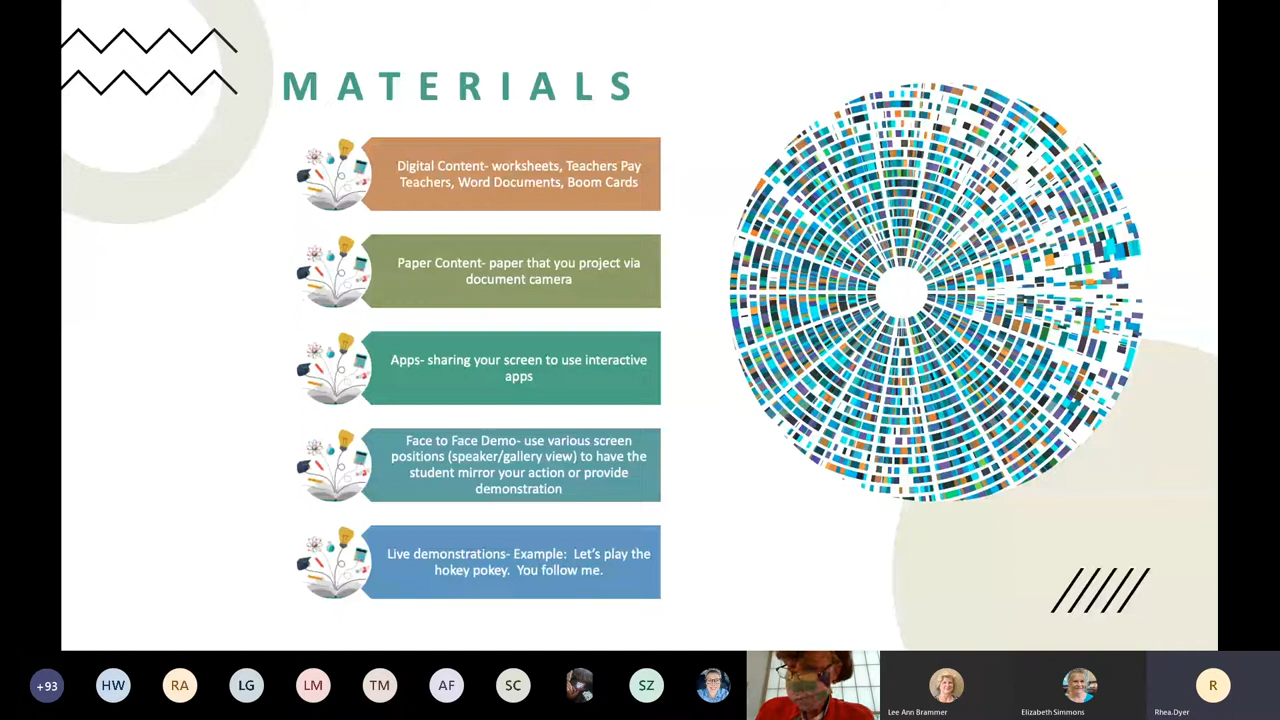 MATERIALS
Digital Content- worksheets, Teachers Pay
Teachers, Word Documents, Boom Cards
Paper Content- paper that you project via
document camera
Apps- sharing your screen to use interactive
apps
Face to Face Demo- use various screen
positions (speaker/gallery view) to have the
student mirror your action or provide
demonstration
Live demonstrations- Example:  Let's play the
hokey pokey.  You follow me.
+93
HW
RA
LG
LM
TM
AF
SC
SZ
Lee Ann Brammer
Elizabeth Simmons
R
Rhea.Dyer